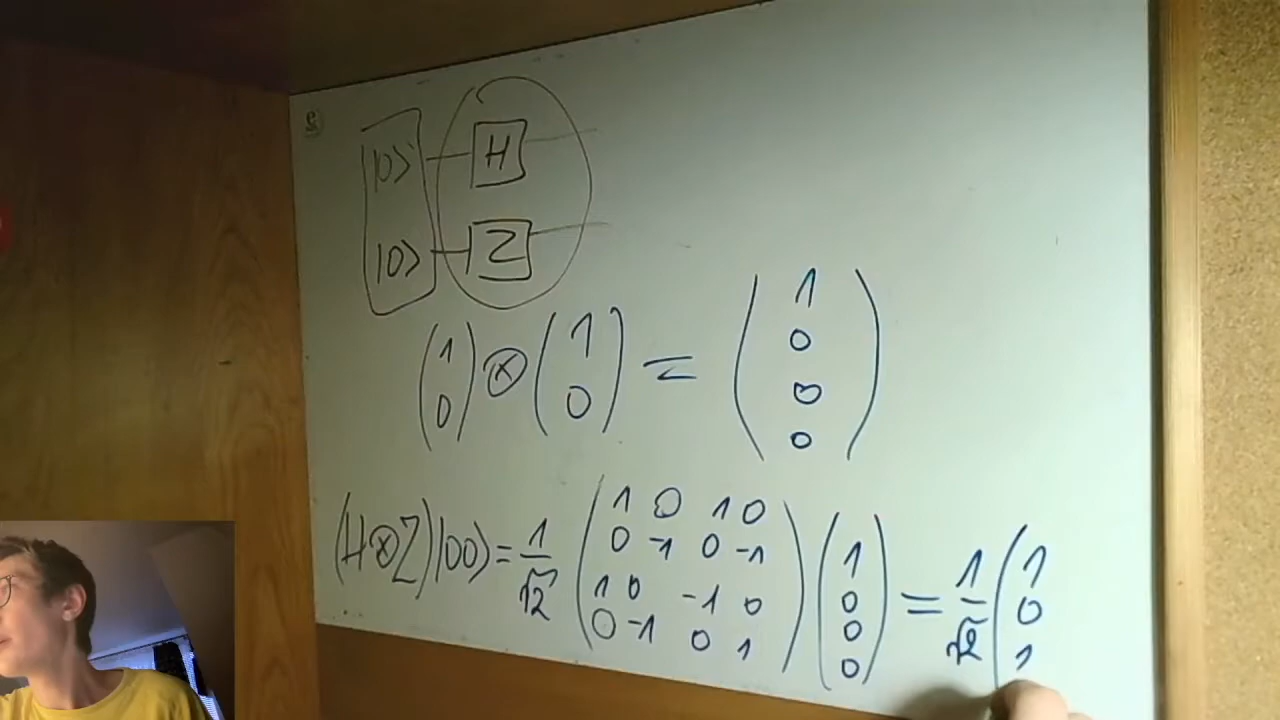 |0⟩ H
|0⟩ Z
(1 0) ⊗ (1 0) = (1 0 0 0)
(H⊗Z)|00⟩ = 1/√2 (1 0 1 0
0 -1 0 -1
1 0 -1 0
0 -1 0 1) (1 0 0 0) = 1/√2 (1 0 1